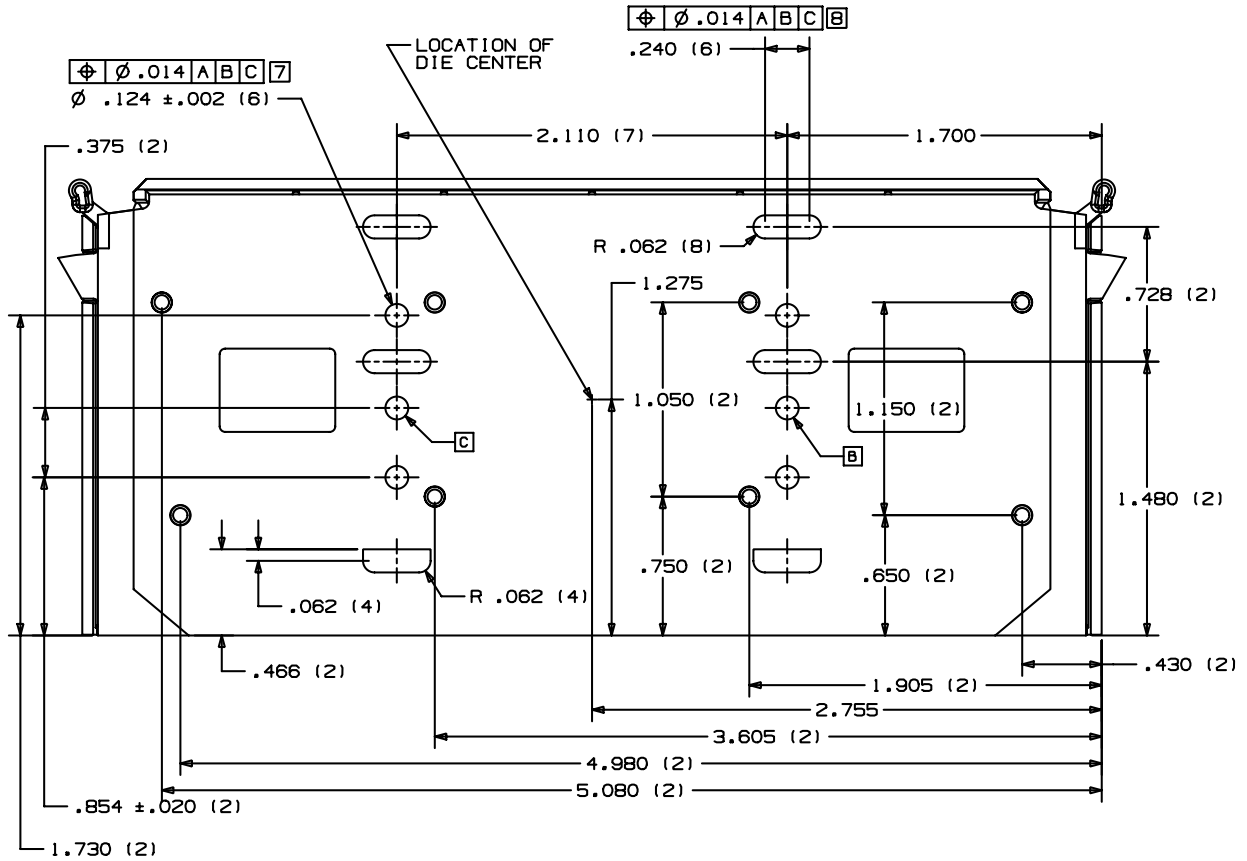 ⌖ Ø .014 A B C 8
.240 (6)
LOCATION OF
DIE CENTER
⌖ Ø .014 A B C 7
Ø .124 ±.002 (6)
2.110 (7)
1.700
.375 (2)
R .062 (8)
1.275
.728 (2)
1.050 (2)
1.150 (2)
C
B
1.480 (2)
.750 (2)
.650 (2)
.062 (4)
R .062 (4)
.466 (2)
.430 (2)
1.905 (2)
2.755
3.605 (2)
4.980 (2)
5.080 (2)
.854 ±.020 (2)
1.730 (2)